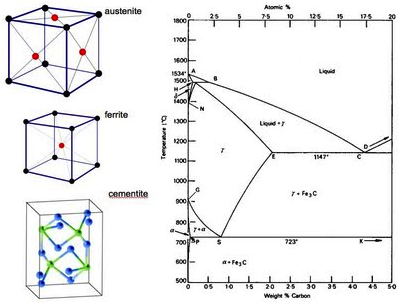 austenite
ferrite
cementite
Atomic %
0 2.5 5.0 7.5 10 12.5 15 17.5 20
1800
1700
1600
1534°
1500
1400
1300
1200
1100
1000
900
800
700
600
Temperature (°C)
A
B
H
J
N
Liquid
Liquid + γ
D
γ
E 1147° C
G
γ + Fe₃C
α
γ+α
P S 723° K
α + Fe₃C
0 0.5 1.0 1.5 2.0 2.5 3.0 3.5 4.0 4.5 5.0
Weight % Carbon